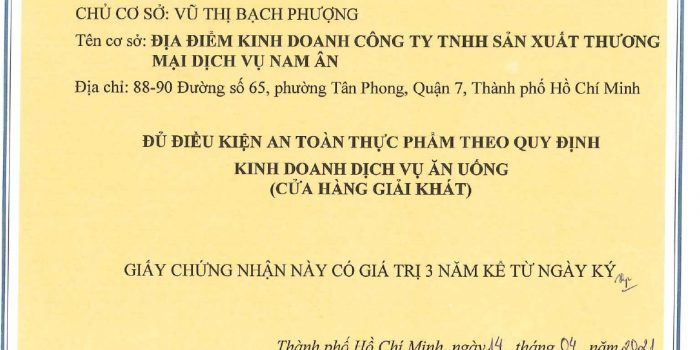 CHỦ CƠ SỞ: VŨ THỊ BẠCH PHƯỢNG
Tên cơ sở: ĐỊA ĐIỂM KINH DOANH CÔNG TY TNHH SẢN XUẤT THƯƠNG
MẠI DỊCH VỤ NAM ÂN
Địa chỉ: 88-90 Đường số 65, phường Tân Phong, Quận 7, Thành phố Hồ Chí Minh
ĐỦ ĐIỀU KIỆN AN TOÀN THỰC PHẨM THEO QUY ĐỊNH
KINH DOANH DỊCH VỤ ĂN UỐNG
(CỬA HÀNG GIẢI KHÁT)
GIẤY CHỨNG NHẬN NÀY CÓ GIÁ TRỊ 3 NĂM KỂ TỪ NGÀY KÝ
Thành phố Hồ Chí Minh, ngày 14 tháng 04 năm 2021